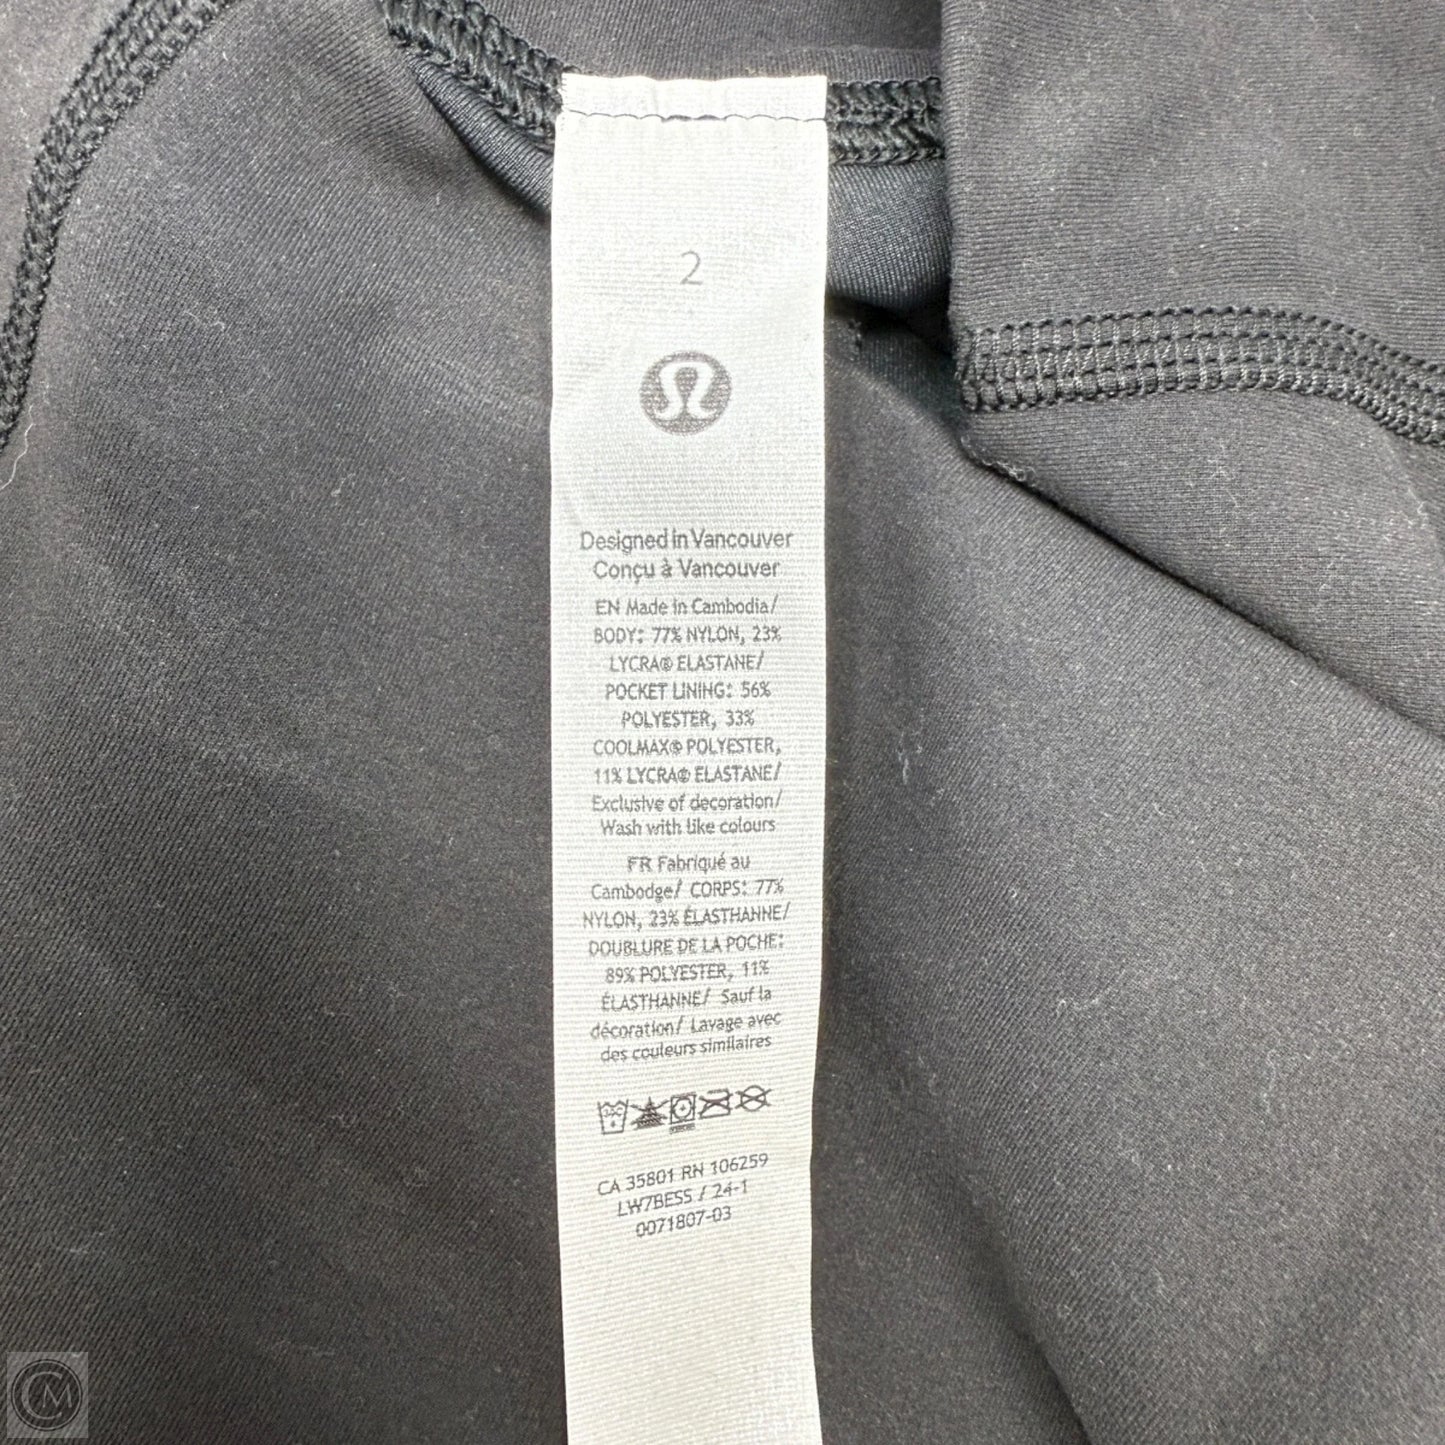 2
Designed in Vancouver
Conçu à Vancouver
EN Made in Cambodia/
BODY: 77% NYLON, 23%
LYCRA® ELASTANE/
POCKET LINING: 56%
POLYESTER, 33%
COOLMAX® POLYESTER,
11% LYCRA® ELASTANE/
Exclusive of decoration/
Wash with like colours
FR Fabriqué au
Cambodge/ CORPS: 77%
NYLON, 23% ÉLASTHANNE/
DOUBLURE DE LA POCHE:
89% POLYESTER, 11%
ÉLASTHANNE/ Sauf la
décoration/ Lavage avec
des couleurs similaires
CA 35801 RN 106259
LW7BESS / 24-1
0071807-03
CM